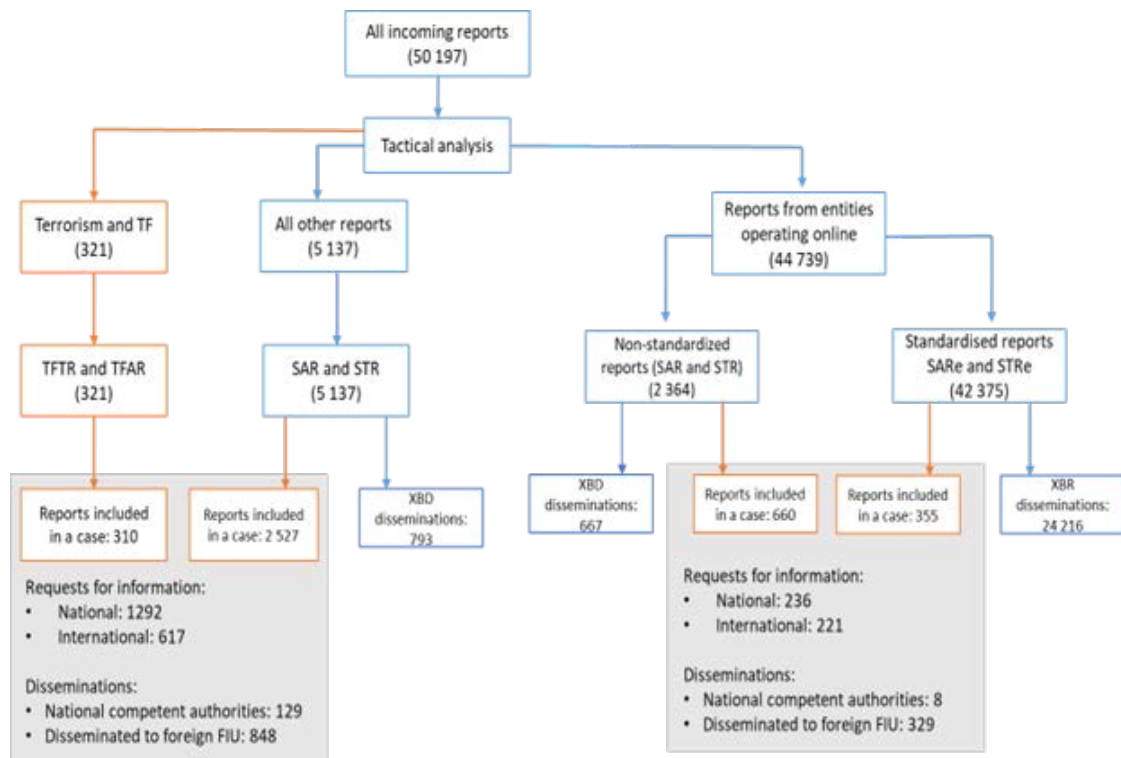 All incoming reports
(50 197)
Tactical analysis
Terrorism and TF
(321)
All other reports
(5 137)
Reports from entities
operating online
(44 739)
TFTR and TFAR
(321)
SAR and STR
(5 137)
Non-standardized
reports (SAR and STR)
(2 364)
Standardised reports
SARe and STRe
(42 375)
Reports included
in a case: 310
Reports included
in a case: 2 527
XBD
disseminations:
793
XBD
disseminations:
667
Reports included
in a case: 660
Reports included
in a case: 355
XBR
disseminations:
24 216
Requests for information:
• National: 1292
• International: 617
Disseminations:
• National competent authorities: 129
• Disseminated to foreign FIU: 848
Requests for information:
• National: 236
• International: 221
Disseminations:
• National competent authorities: 8
• Disseminated to foreign FIU: 329